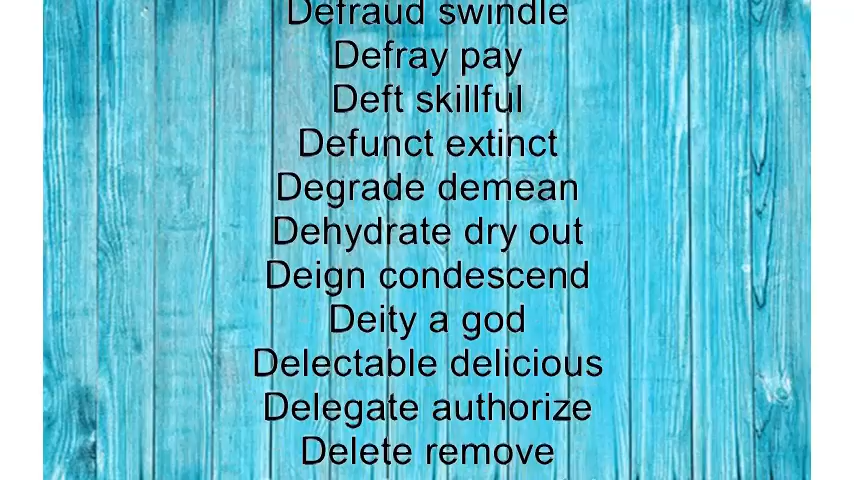 Defraud swindle
Defray pay
Deft skillful
Defunct extinct
Degrade demean
Dehydrate dry out
Deign condescend
Deity a god
Delectable delicious
Delegate authorize
Delete remove